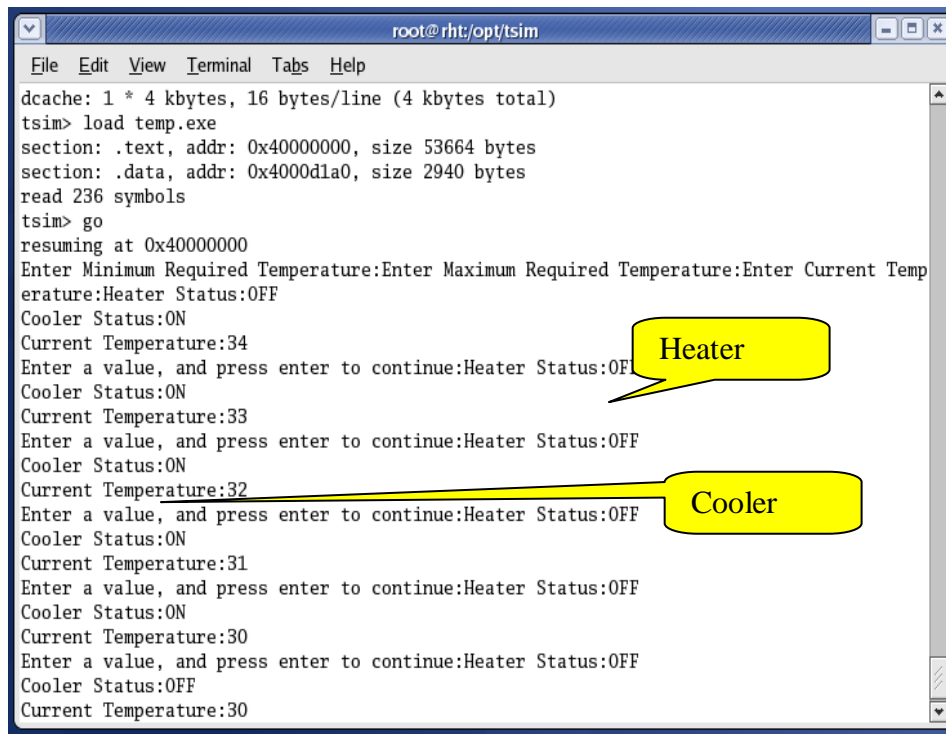 root@rht:/opt/tsim
File Edit View Terminal Tabs Help
dcache: 1 * 4 kbytes, 16 bytes/line (4 kbytes total)
tsim> load temp.exe
section: .text, addr: 0x40000000, size 53664 bytes
section: .data, addr: 0x4000d1a0, size 2940 bytes
read 236 symbols
tsim> go
resuming at 0x40000000
Enter Minimum Required Temperature:Enter Maximum Required Temperature:Enter Current Temp
erature:Heater Status:OFF
Cooler Status:ON
Current Temperature:34
Heater
Enter a value, and press enter to continue:Heater Status:OFF
Cooler Status:ON
Current Temperature:33
Enter a value, and press enter to continue:Heater Status:OFF
Cooler Status:ON
Current Temperature:32
Cooler
Enter a value, and press enter to continue:Heater Status:OFF
Cooler Status:ON
Current Temperature:31
Enter a value, and press enter to continue:Heater Status:OFF
Cooler Status:ON
Current Temperature:30
Enter a value, and press enter to continue:Heater Status:OFF
Cooler Status:OFF
Current Temperature:30